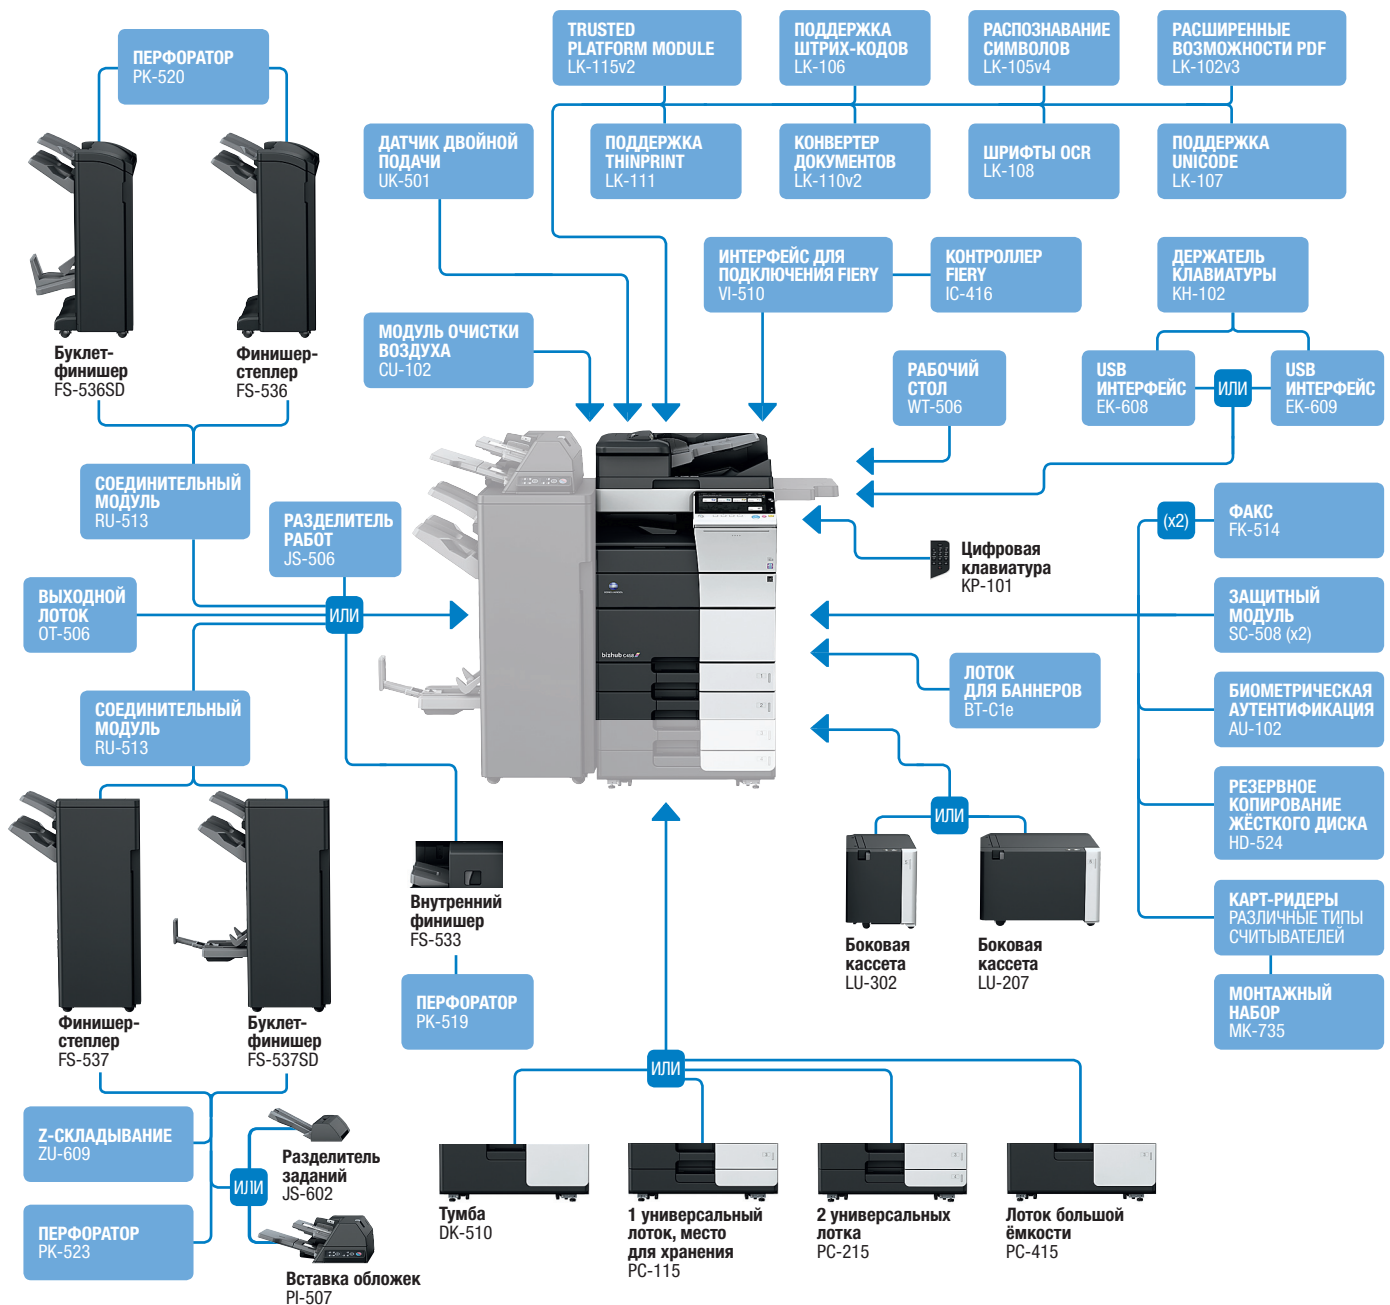 ПЕРФОРАТОР
PK-520
TRUSTED
PLATFORM MODULE
LK-115v2
ПОДДЕРЖКА
ШТРИХ-КОДОВ
LK-106
РАСПОЗНАВАНИЕ
СИМВОЛОВ
LK-105v4
РАСШИРЕННЫЕ
ВОЗМОЖНОСТИ PDF
LK-102v3
ДАТЧИК ДВОЙНОЙ
ПОДАЧИ
UK-501
ПОДДЕРЖКА
THINPRINT
LK-111
КОНВЕРТЕР
ДОКУМЕНТОВ
LK-110v2
ШРИФТЫ OCR
LK-108
ПОДДЕРЖКА
UNICODE
LK-107
ИНТЕРФЕЙС ДЛЯ
ПОДКЛЮЧЕНИЯ FIERY
VI-510
КОНТРОЛЛЕР
FIERY
IC-416
ДЕРЖАТЕЛЬ
КЛАВИАТУРЫ
KH-102
МОДУЛЬ ОЧИСТКИ
ВОЗДУХА
CU-102
Буклет-
финишер
FS-536SD
Финишер-
степлер
FS-536
РАБОЧИЙ
СТОЛ
WT-506
USB
ИНТЕРФЕЙС
EK-608
ИЛИ
USB
ИНТЕРФЕЙС
EK-609
СОЕДИНИТЕЛЬНЫЙ
МОДУЛЬ
RU-513
РАЗДЕЛИТЕЛЬ
РАБОТ
JS-506
(x2)
ФАКС
FK-514
Цифровая
клавиатура
KP-101
ВЫХОДНОЙ
ЛОТОК
OT-506
ИЛИ
ЗАЩИТНЫЙ
МОДУЛЬ
SC-508 (x2)
bizhub C458
ЛОТОК
ДЛЯ БАННЕРОВ
BT-C1e
БИОМЕТРИЧЕСКАЯ
АУТЕНТИФИКАЦИЯ
AU-102
СОЕДИНИТЕЛЬНЫЙ
МОДУЛЬ
RU-513
РЕЗЕРВНОЕ
КОПИРОВАНИЕ
ЖЁСТКОГО ДИСКА
HD-524
ИЛИ
Внутренний
финишер
FS-533
КАРТ-РИДЕРЫ
РАЗЛИЧНЫЕ ТИПЫ
СЧИТЫВАТЕЛЕЙ
Боковая
кассета
LU-302
Боковая
кассета
LU-207
МОНТАЖНЫЙ
НАБОР
MK-735
ПЕРФОРАТОР
PK-519
Финишер-
степлер
FS-537
Буклет-
финишер
FS-537SD
ИЛИ
Z-СКЛАДЫВАНИЕ
ZU-609
Разделитель
заданий
JS-602
ИЛИ
ПЕРФОРАТОР
PK-523
Вставка обложек
PI-507
Тумба
DK-510
1 универсальный
лоток, место
для хранения
PC-115
2 универсальных
лотка
PC-215
Лоток большой
ёмкости
PC-415